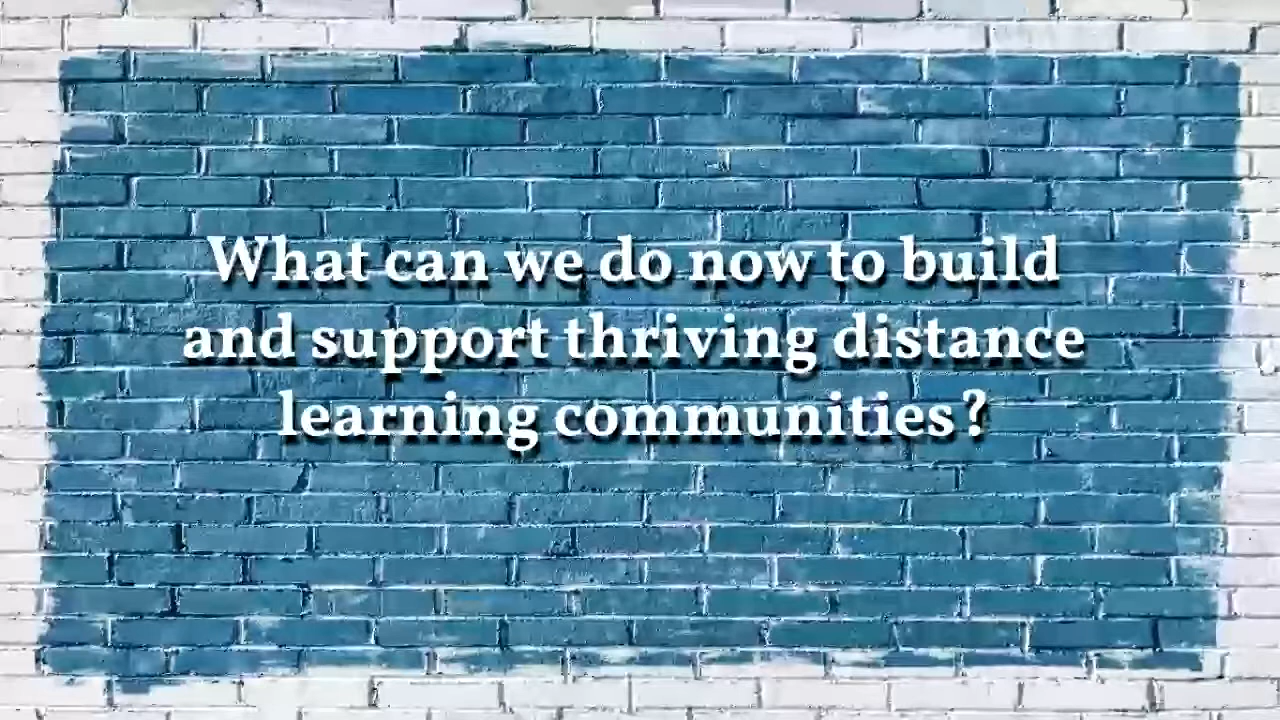 What can we do now to build
and support thriving distance
learning communities?